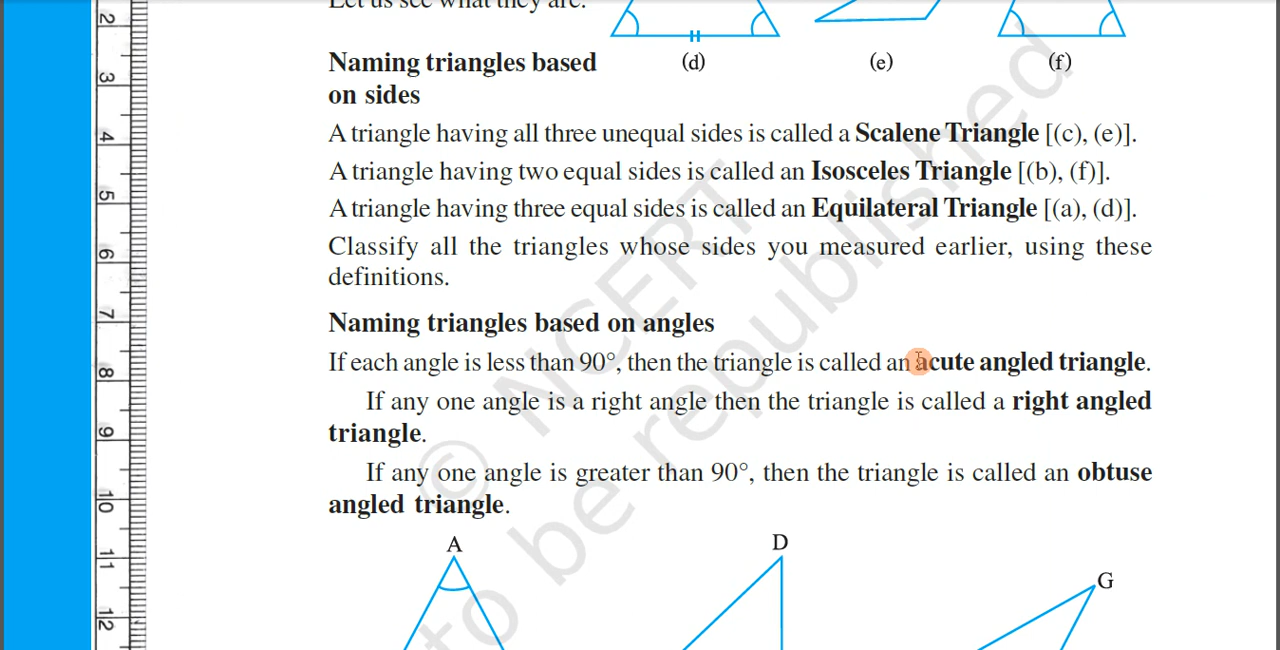 Let us see what they are.
(d) (e) (f)
Naming triangles based
on sides
A triangle having all three unequal sides is called a Scalene Triangle [(c), (e)].
A triangle having two equal sides is called an Isosceles Triangle [(b), (f)].
A triangle having three equal sides is called an Equilateral Triangle [(a), (d)].
Classify all the triangles whose sides you measured earlier, using these
definitions.
Naming triangles based on angles
If each angle is less than 90°, then the triangle is called an acute angled triangle.
If any one angle is a right angle then the triangle is called a right angled
triangle.
If any one angle is greater than 90°, then the triangle is called an obtuse
angled triangle.
A
D
G
2
3
4
5
6
7
8
9
10
11
12
© NCERT
to be republished